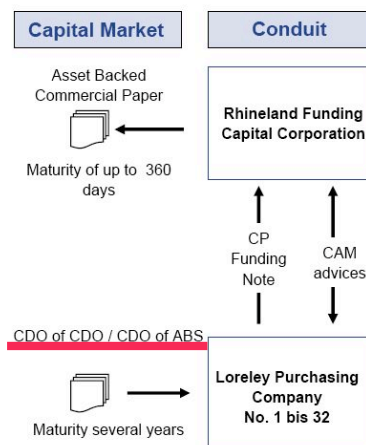 Capital Market
Conduit
Asset Backed
Commercial Paper
Maturity of up to 360
days
Rhineland Funding
Capital Corporation
CP
Funding
Note
CAM
advices
CDO of CDO / CDO of ABS
Maturity several years
Loreley Purchasing
Company
No. 1 bis 32